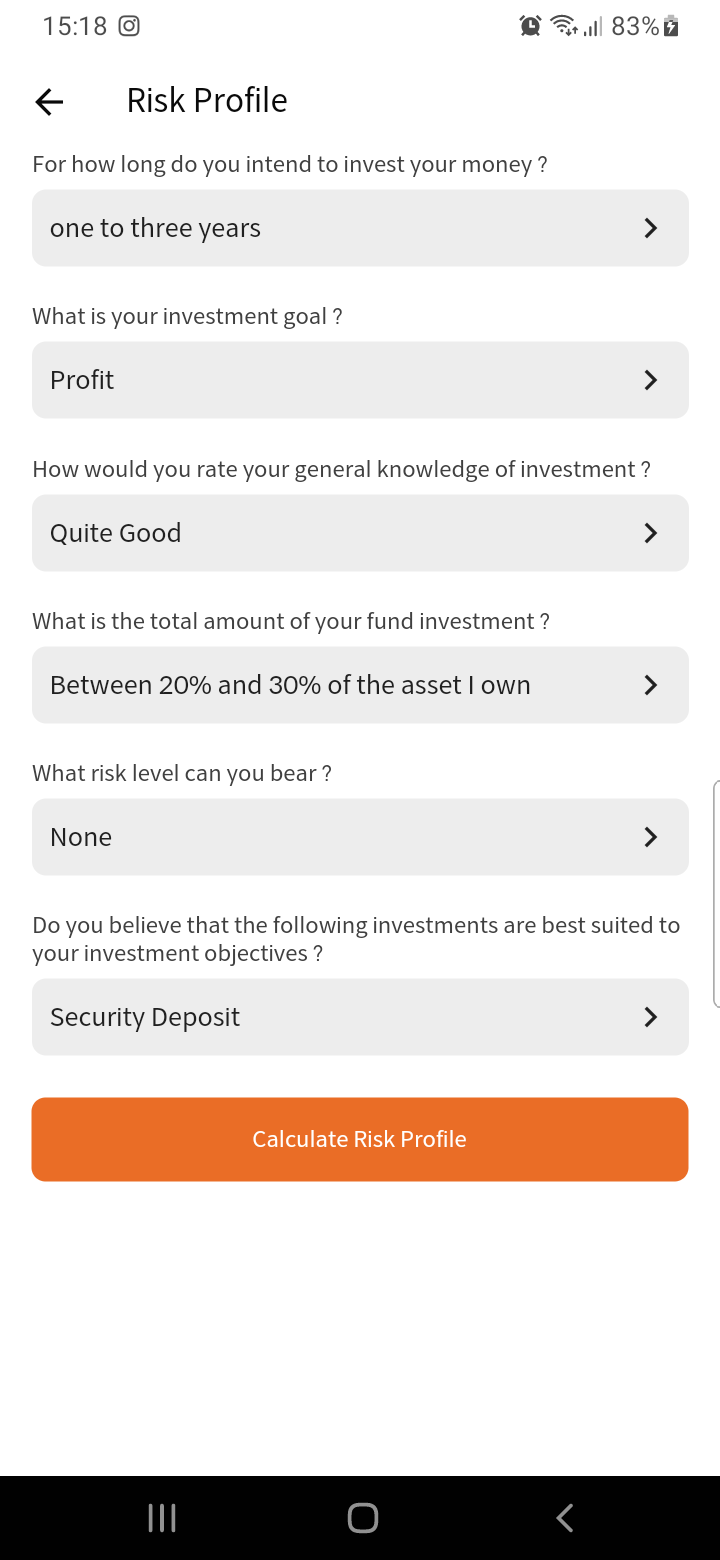 15:18
83%
Risk Profile
For how long do you intend to invest your money ?
one to three years
What is your investment goal ?
Profit
How would you rate your general knowledge of investment ?
Quite Good
What is the total amount of your fund investment ?
Between 20% and 30% of the asset I own
What risk level can you bear ?
None
Do you believe that the following investments are best suited to
your investment objectives ?
Security Deposit
Calculate Risk Profile